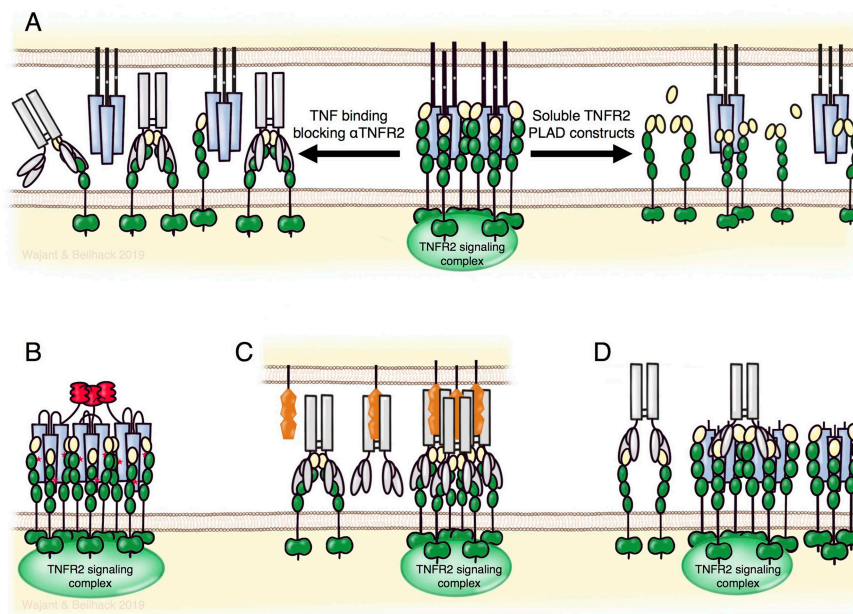 A
TNF binding
blocking αTNFR2
Soluble TNFR2
PLAD constructs
TNFR2 signaling
complex
Wajant & Beilhack 2019
B
C
D
TNFR2 signaling
complex
TNFR2 signaling
complex
TNFR2 signaling
complex
Wajant & Beilhack 2019